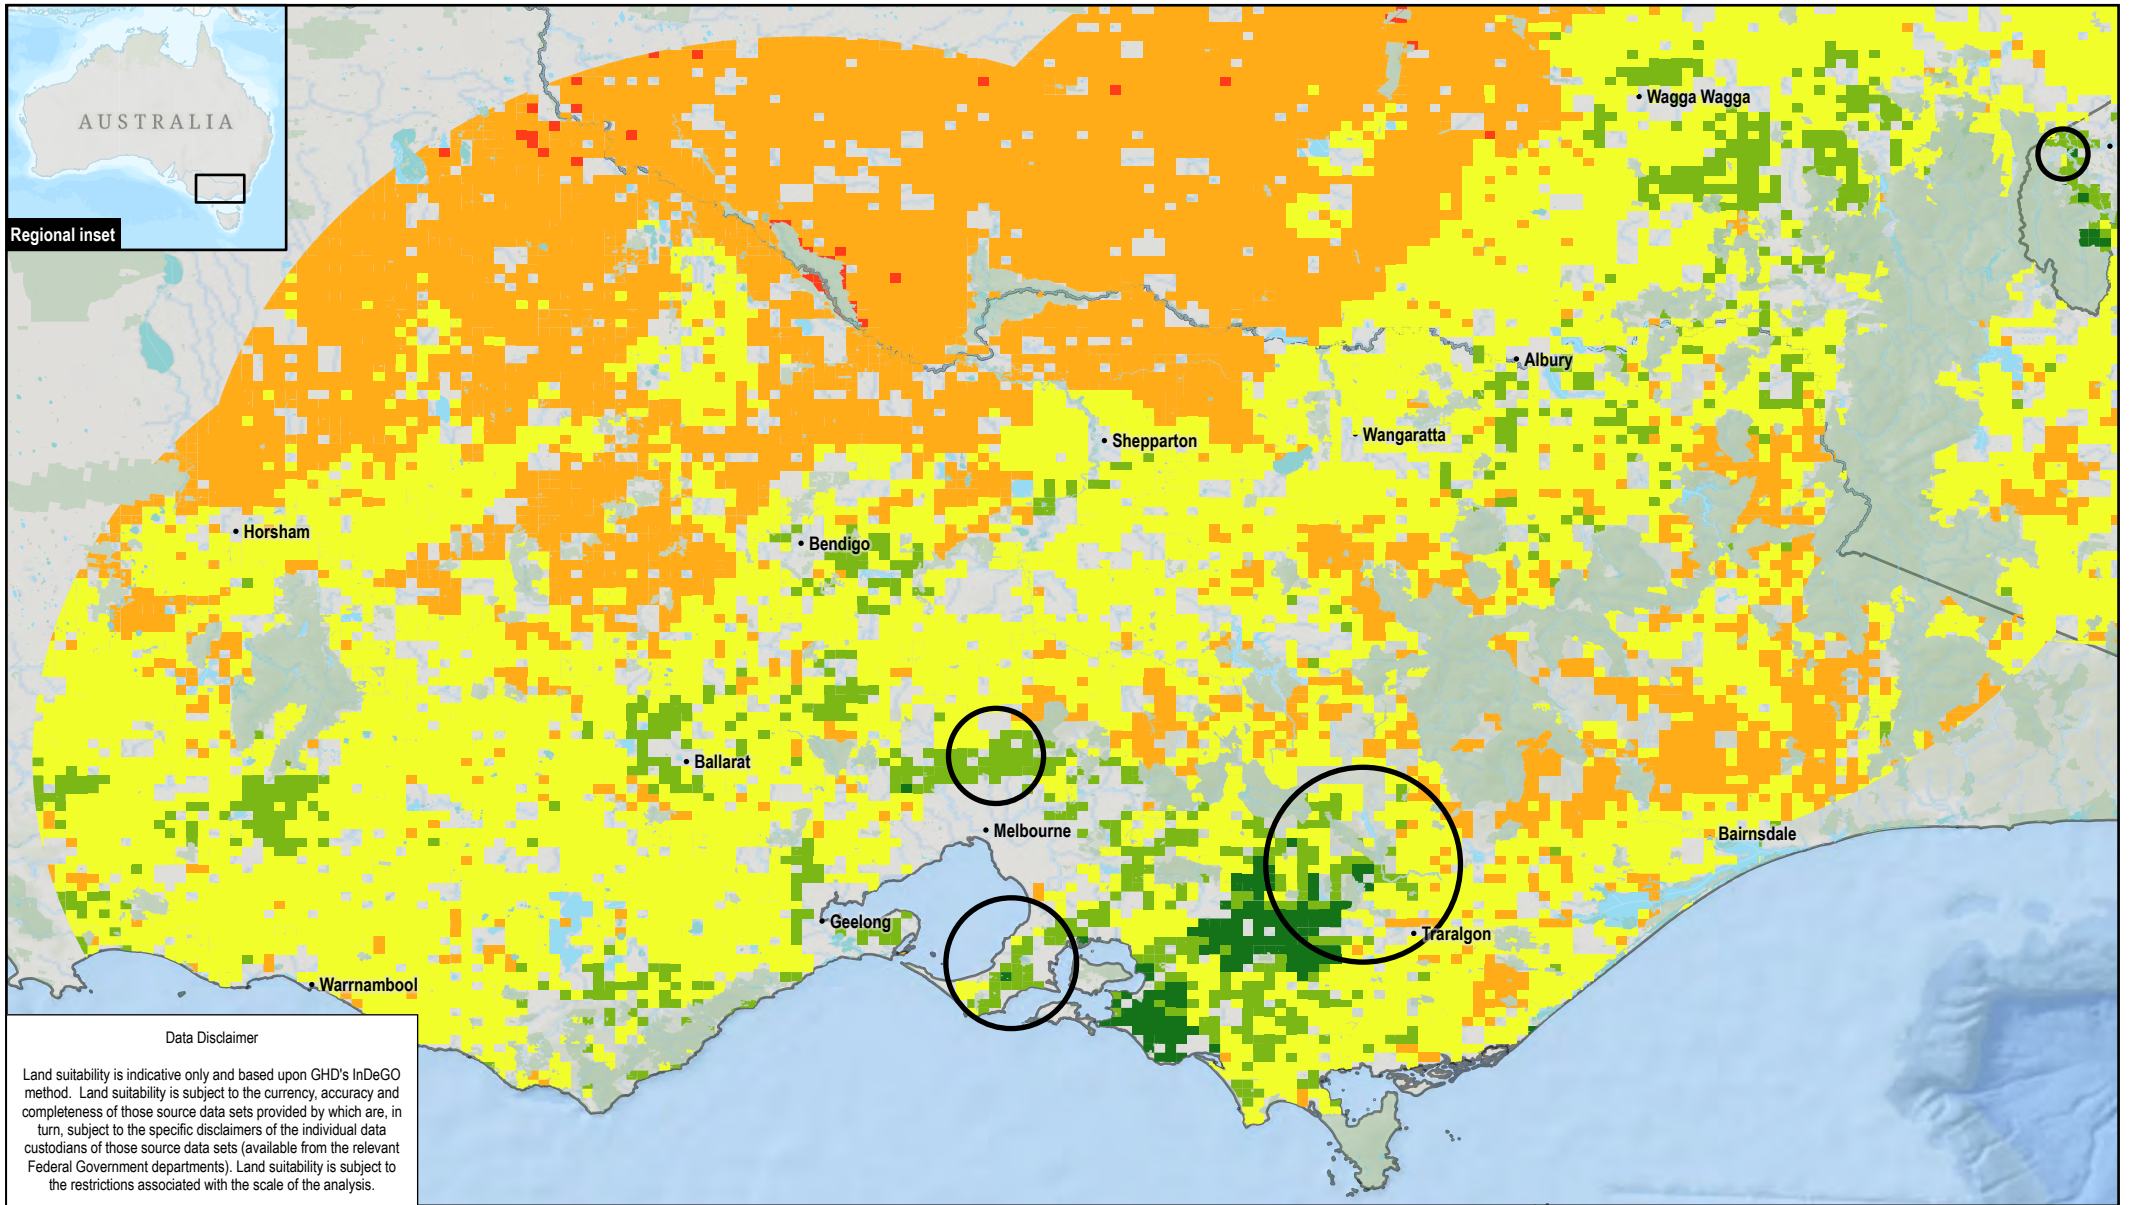 AUSTRALIA
Regional inset
Wagga Wagga
Albury
Wangaratta
Shepparton
Horsham
Bendigo
Ballarat
Melbourne
Bairnsdale
Geelong
Traralgon
Warrnambool
Data Disclaimer
Land suitability is indicative only and based upon GHD's InDeGO
method. Land suitability is subject to the currency, accuracy and
completeness of those source data sets provided by which are, in
turn, subject to the specific disclaimers of the individual data
custodians of those source data sets (available from the relevant
Federal Government departments). Land suitability is subject to
the restrictions associated with the scale of the analysis.